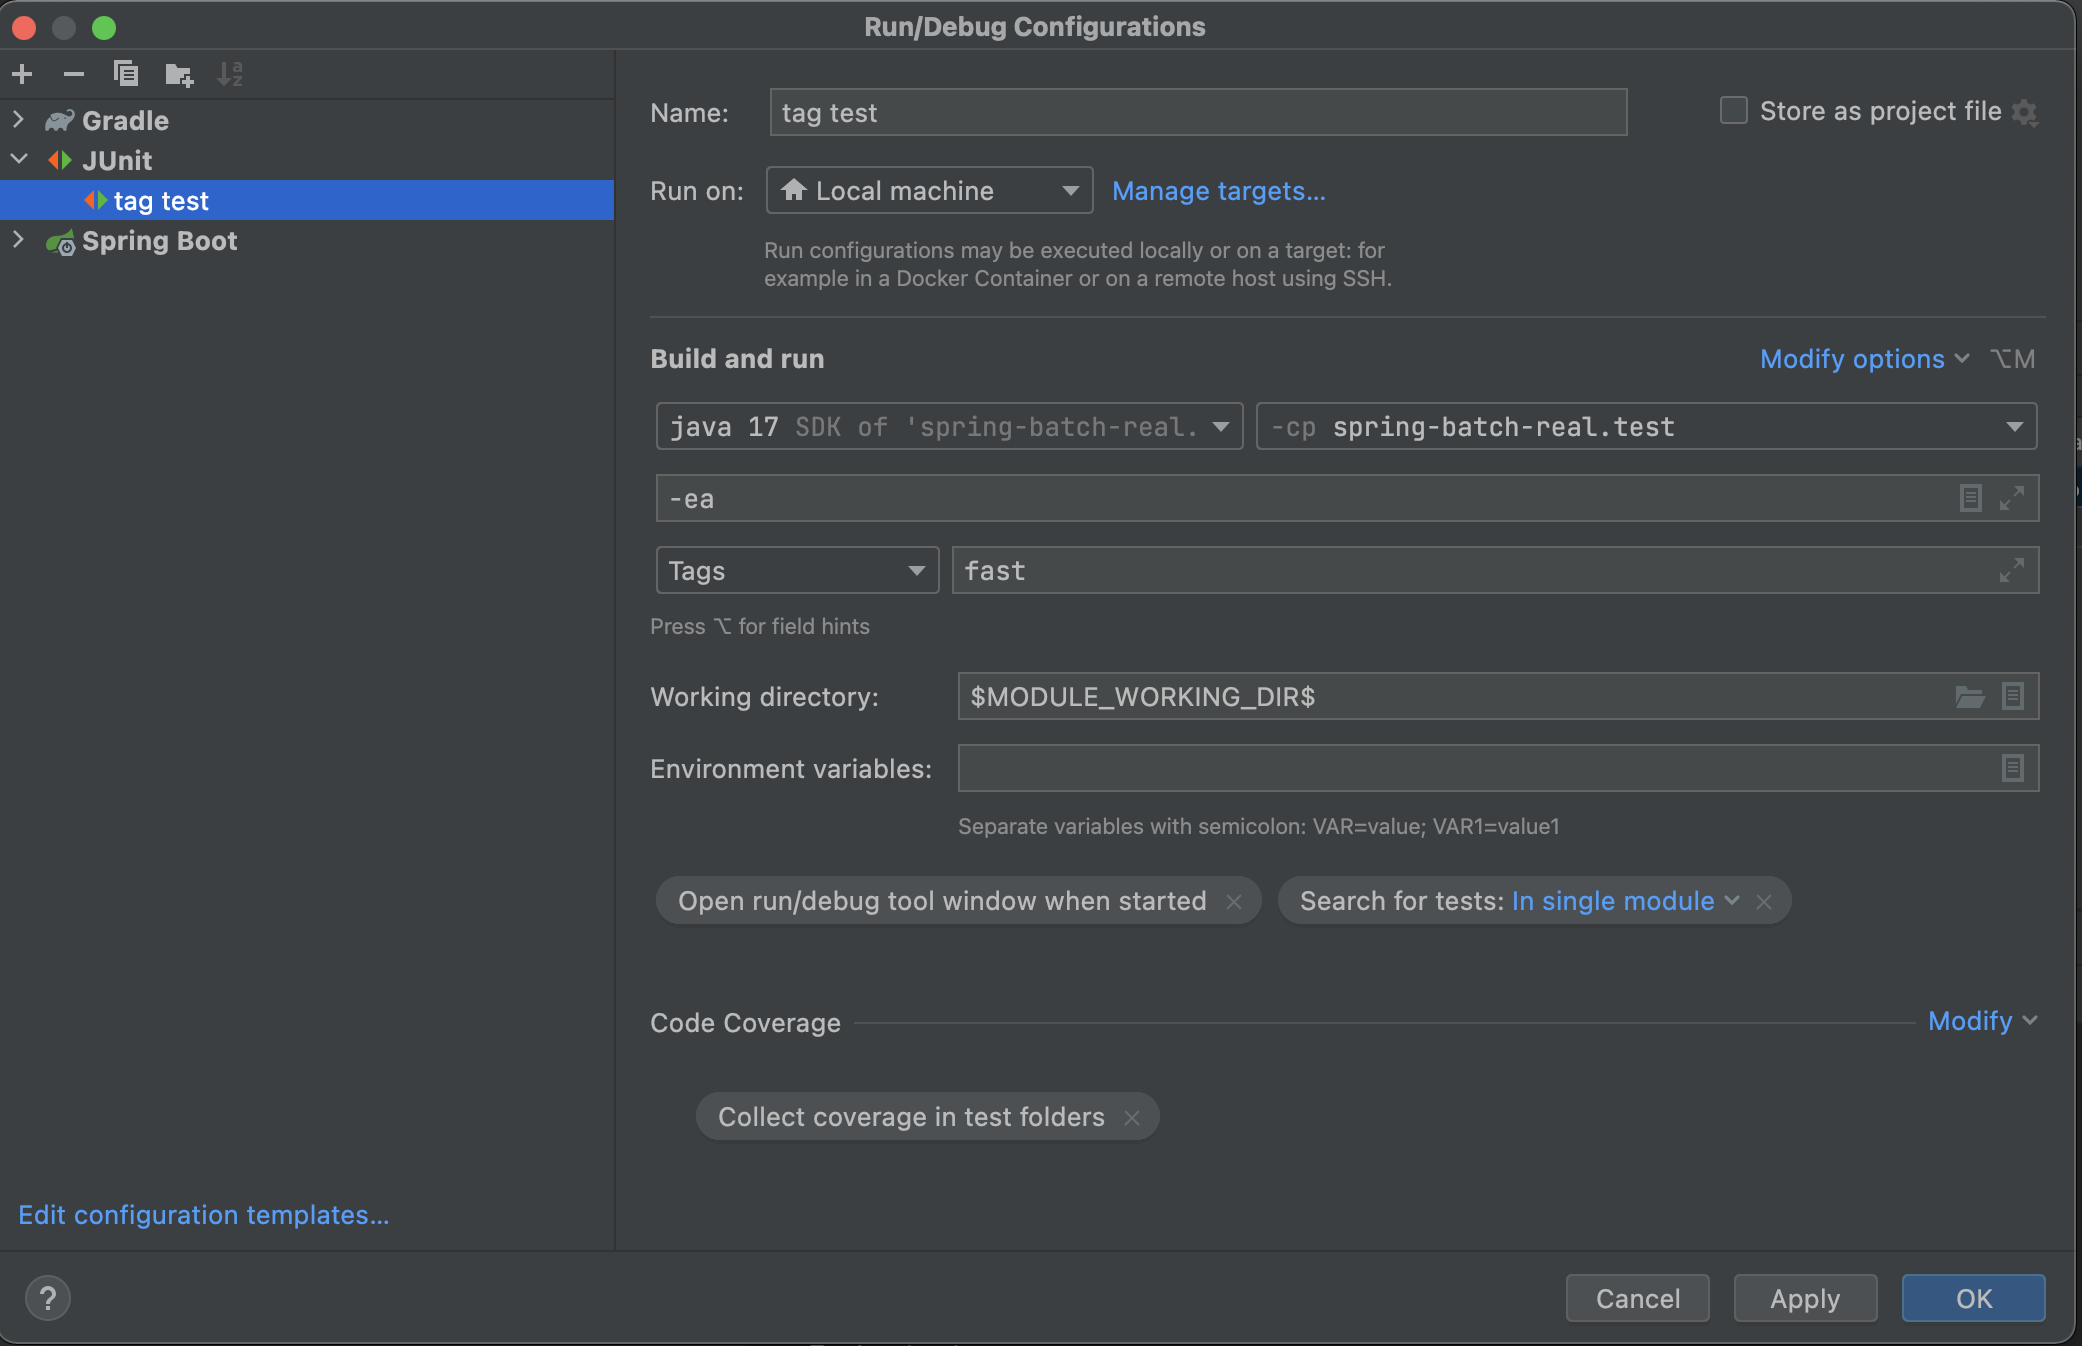 Run/Debug Configurations
Gradle
JUnit
tag test
Spring Boot
Edit configuration templates...
Name: tag test Store as project file
Run on: Local machine Manage targets...
Run configurations may be executed locally or on a target: for
example in a Docker Container or on a remote host using SSH.
Build and run Modify options ⌥M
java 17 SDK of 'spring-batch-real. -cp spring-batch-real.test
-ea
Tags fast
Press ⌥ for field hints
Working directory: $MODULE_WORKING_DIR$
Environment variables:
Separate variables with semicolon: VAR=value; VAR1=value1
Open run/debug tool window when started × Search for tests: In single module ×
Code Coverage Modify
Collect coverage in test folders ×
? Cancel Apply OK